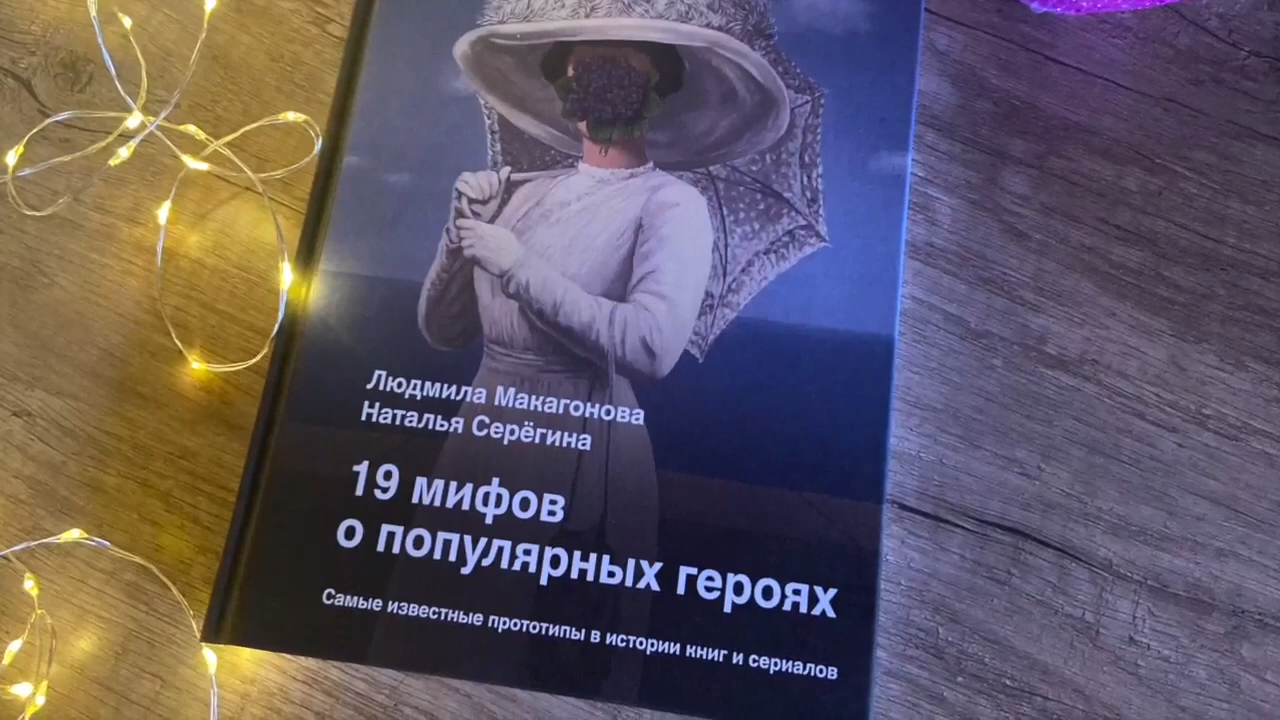 Людмила Макагонова
Наталья Серёгина
19 мифов
о популярных героях
Самые известные прототипы в истории книг и сериалов